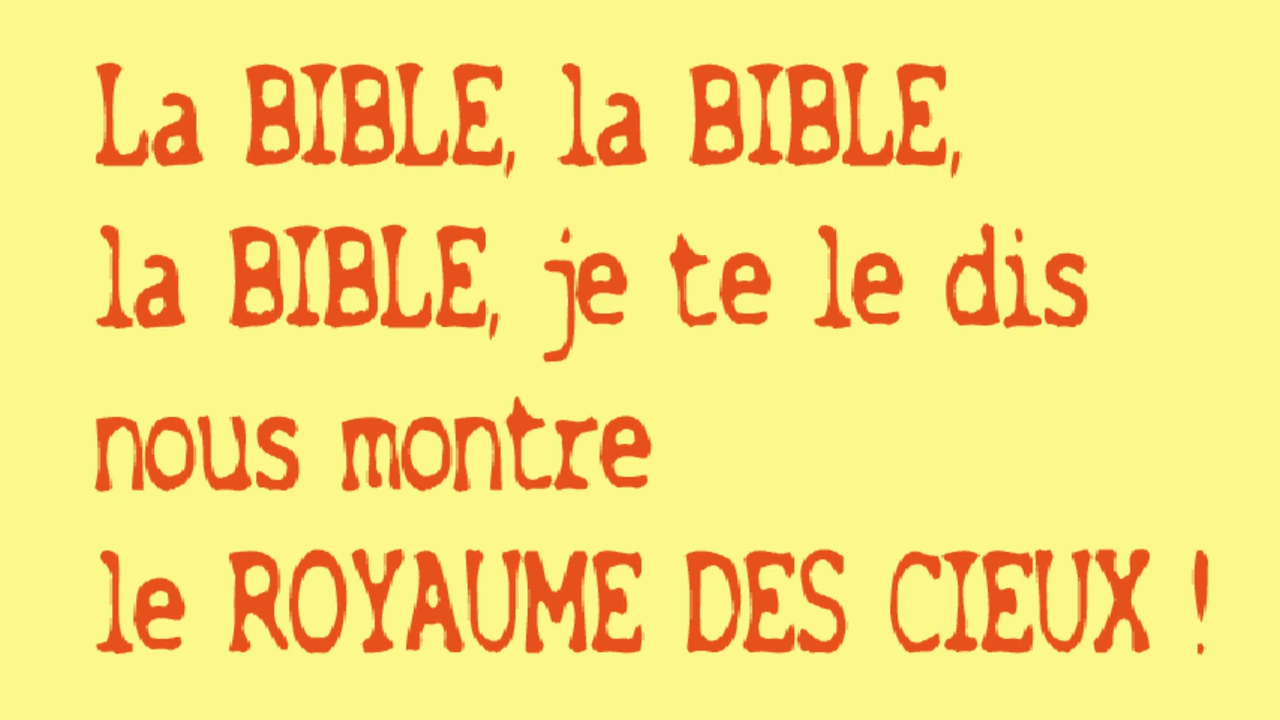 La BIBLE, la BIBLE,
la BIBLE, je te le dis
nous montre
le ROYAUME DES CIEUX !